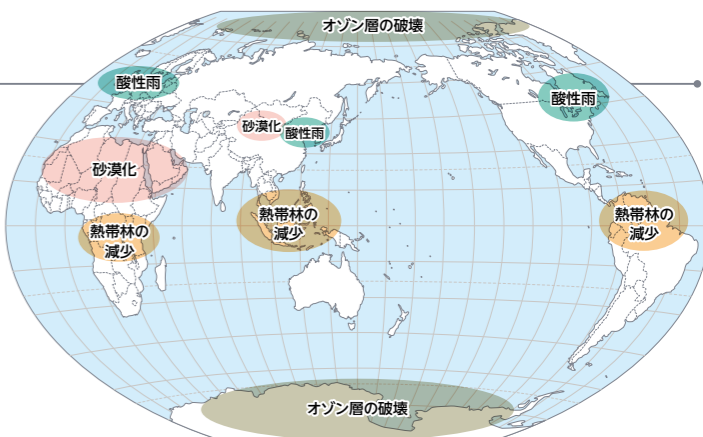 オゾン層の破壊
酸性雨
酸性雨
砂漠化
酸性雨
砂漠化
熱帯林の
減少
熱帯林の
減少
熱帯林の
減少
オゾン層の破壊